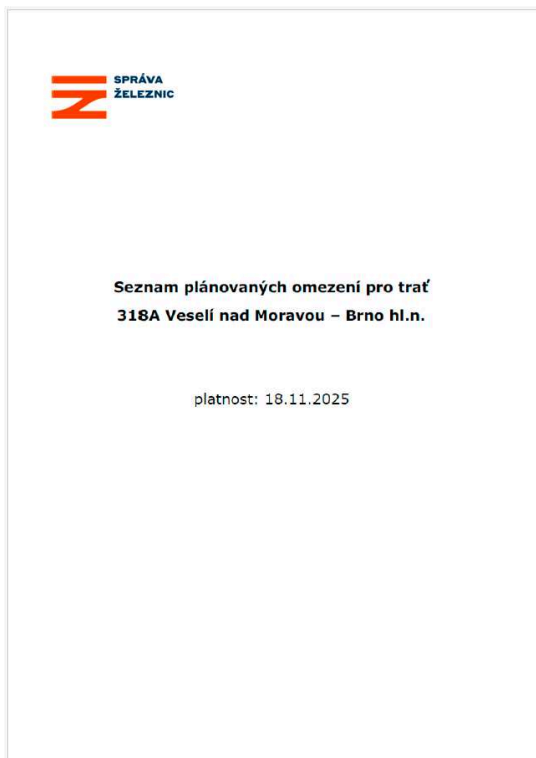 SPRÁVA
ŽELEZNIC
Seznam plánovaných omezení pro trať
318A Veselí nad Moravou – Brno hl.n.
platnost: 18.11.2025